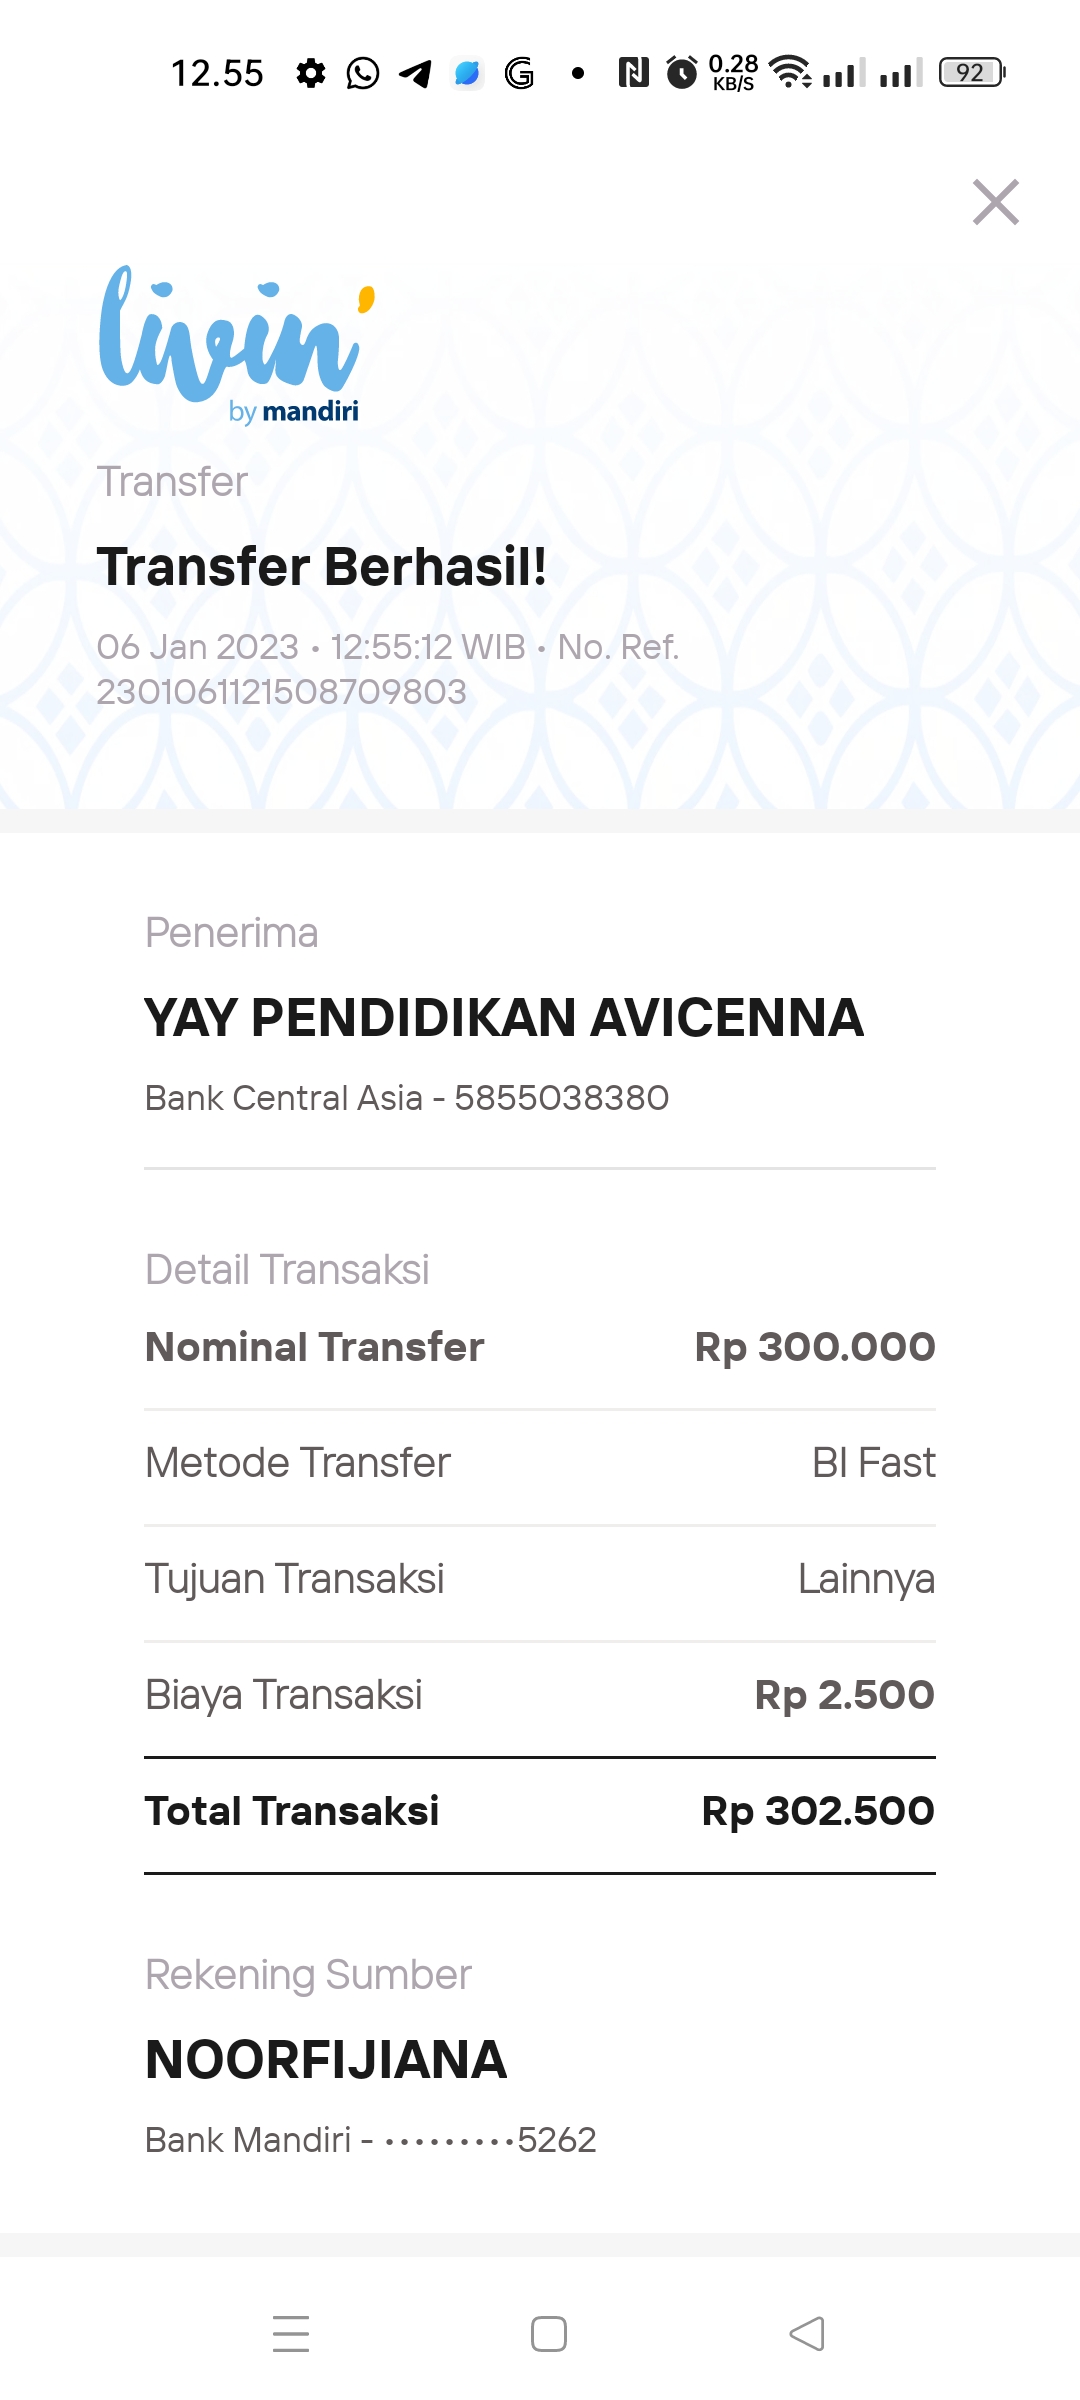 12.55
0.28
KB/S
92
livin'
by mandiri
Transfer
Transfer Berhasil!
06 Jan 2023 • 12:55:12 WIB • No. Ref.
2301061121508709803
Penerima
YAY PENDIDIKAN AVICENNA
Bank Central Asia - 5855038380
Detail Transaksi
Nominal Transfer Rp 300.000
Metode Transfer BI Fast
Tujuan Transaksi Lainnya
Biaya Transaksi Rp 2.500
Total Transaksi Rp 302.500
Rekening Sumber
NOORFIJIANA
Bank Mandiri - •••••••••5262